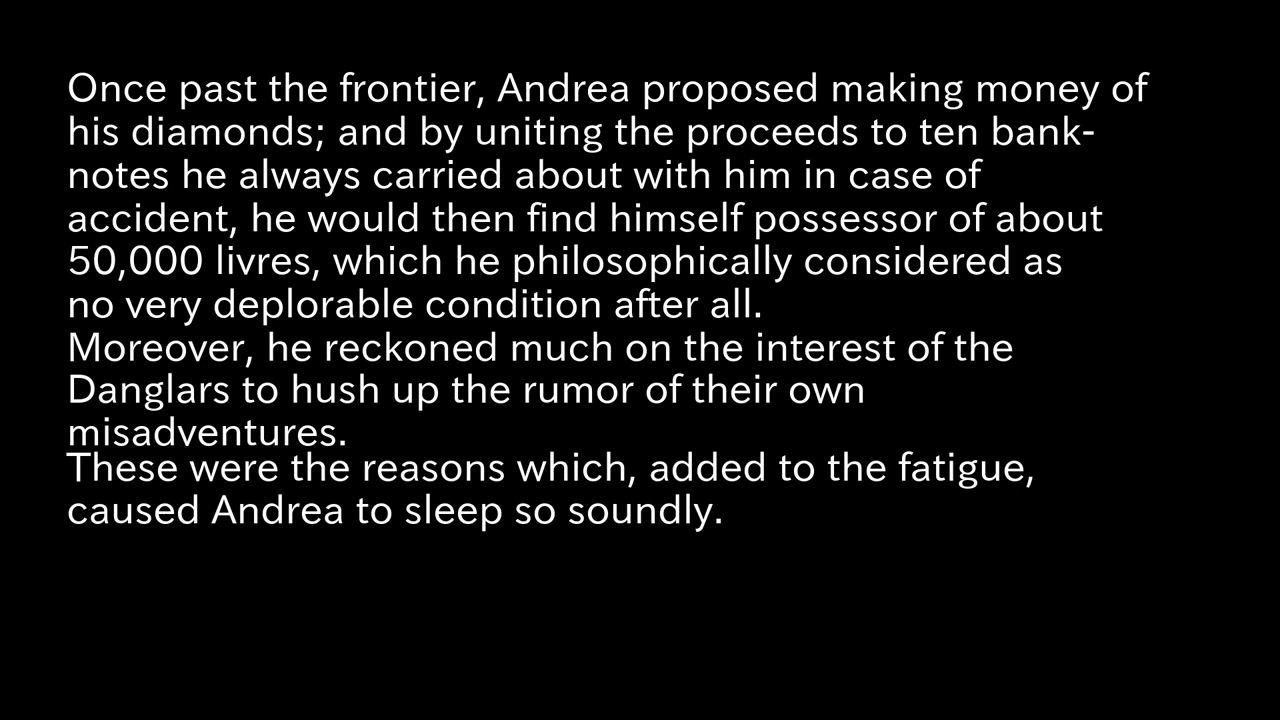 Once past the frontier, Andrea proposed making money of
his diamonds; and by uniting the proceeds to ten bank-
notes he always carried about with him in case of
accident, he would then find himself possessor of about
50,000 livres, which he philosophically considered as
no very deplorable condition after all.
Moreover, he reckoned much on the interest of the
Danglars to hush up the rumor of their own
misadventures.
These were the reasons which, added to the fatigue,
caused Andrea to sleep so soundly.